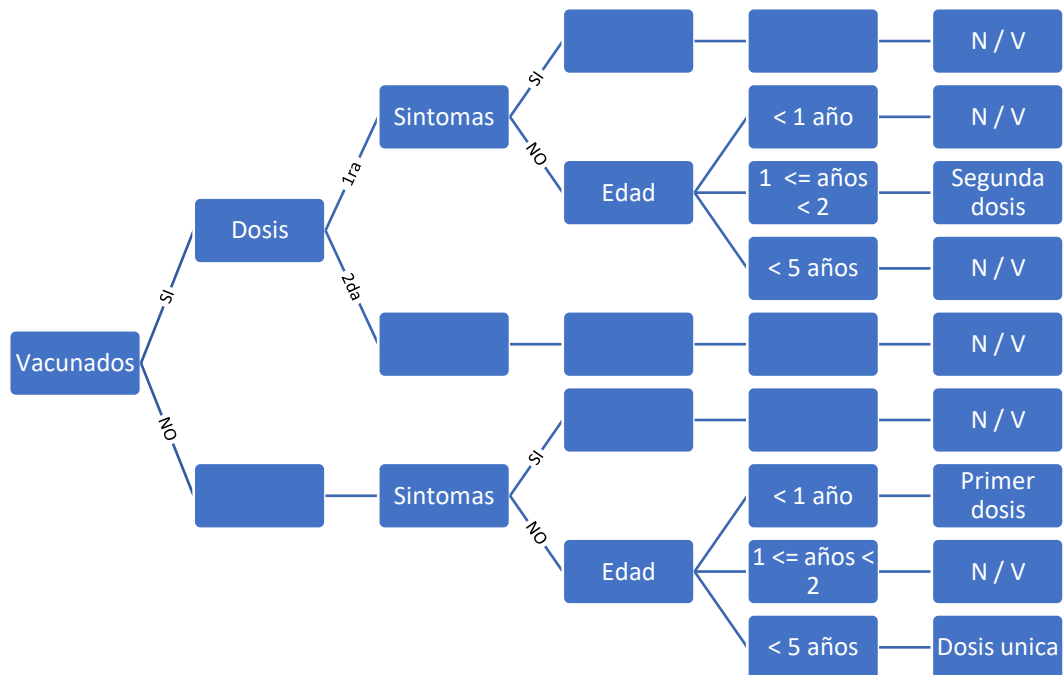 N / V
SI
Sintomas
< 1 año
N / V
NO
1ra
Edad
1 <= años
< 2
Segunda
dosis
Dosis
< 5 años
N / V
SI
2da
Vacunados
N / V
NO
N / V
SI
Sintomas
< 1 año
Primer
dosis
NO
Edad
1 <= años <
2
N / V
< 5 años
Dosis unica